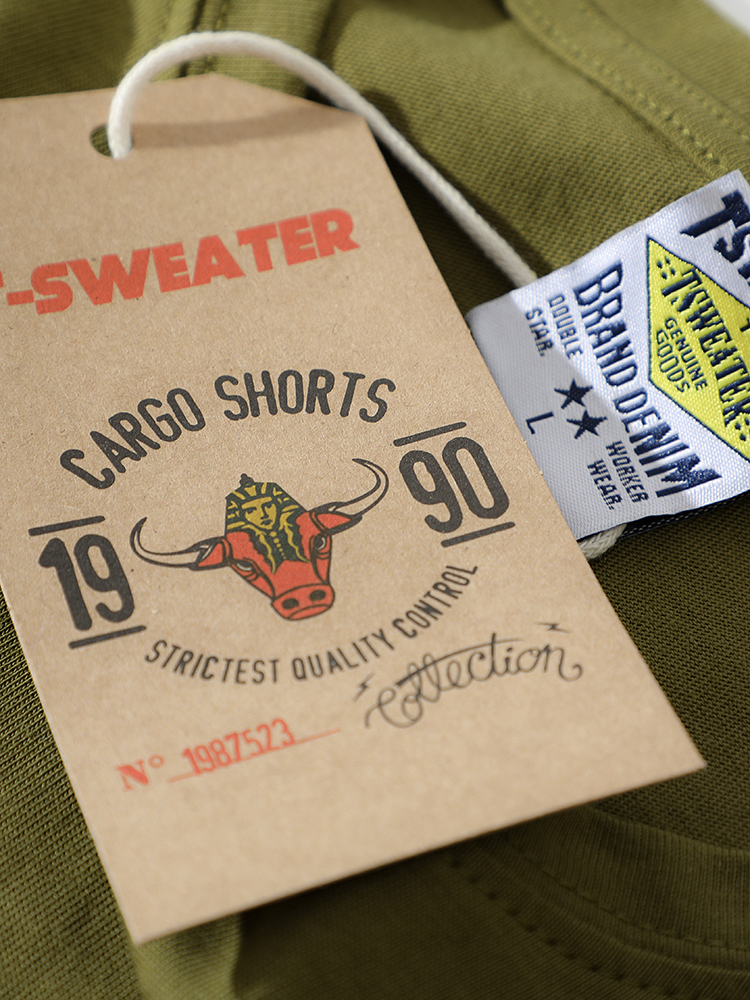 T-SWEATER
CARGO SHORTS
19 90
STRICTEST QUALITY CONTROL
Collection
Nº 1987523
TSWEATER
GENUINE
GOODS
BRAND DENIM
DOUBLE
STAR.
WORKER
WEAR.
L